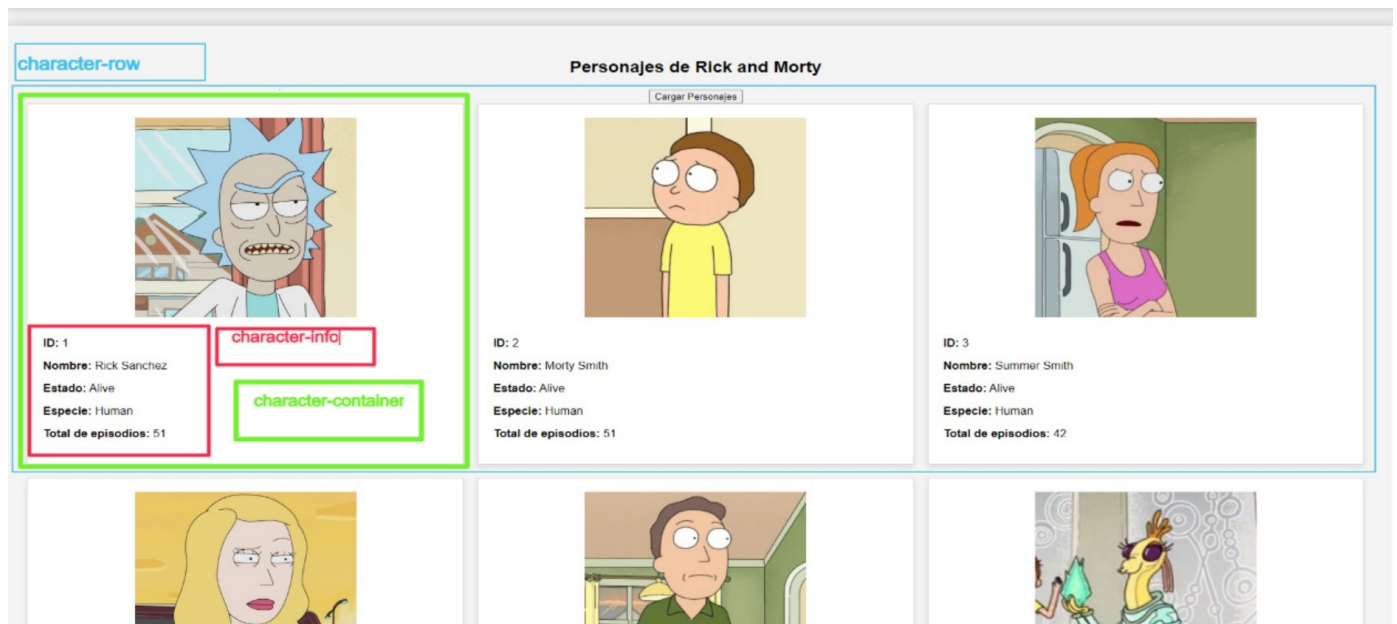 character-row
Personajes de Rick and Morty
Cargar Personajes
ID: 1
Nombre: Rick Sanchez
Estado: Alive
Especie: Human
Total de episodios: 51
character-info
character-container
ID: 2
Nombre: Morty Smith
Estado: Alive
Especie: Human
Total de episodios: 51
ID: 3
Nombre: Summer Smith
Estado: Alive
Especie: Human
Total de episodios: 42